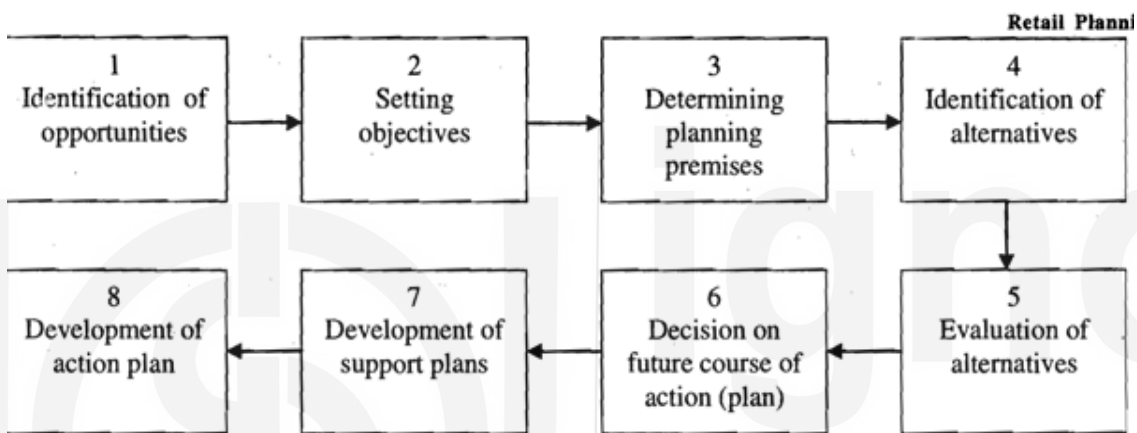 Retail Planni
1
Identification of
opportunities
2
Setting
objectives
3
Determining
planning
premises
4
Identification of
alternatives
5
Evaluation of
alternatives
6
Decision on
future course of
action (plan)
7
Development of
support plans
8
Development of
action plan
igno